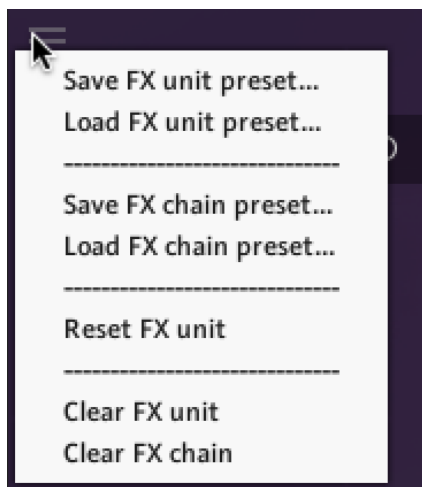 Save FX unit preset...
Load FX unit preset...
------------------------------
Save FX chain preset...
Load FX chain preset...
------------------------------
Reset FX unit
------------------------------
Clear FX unit
Clear FX chain